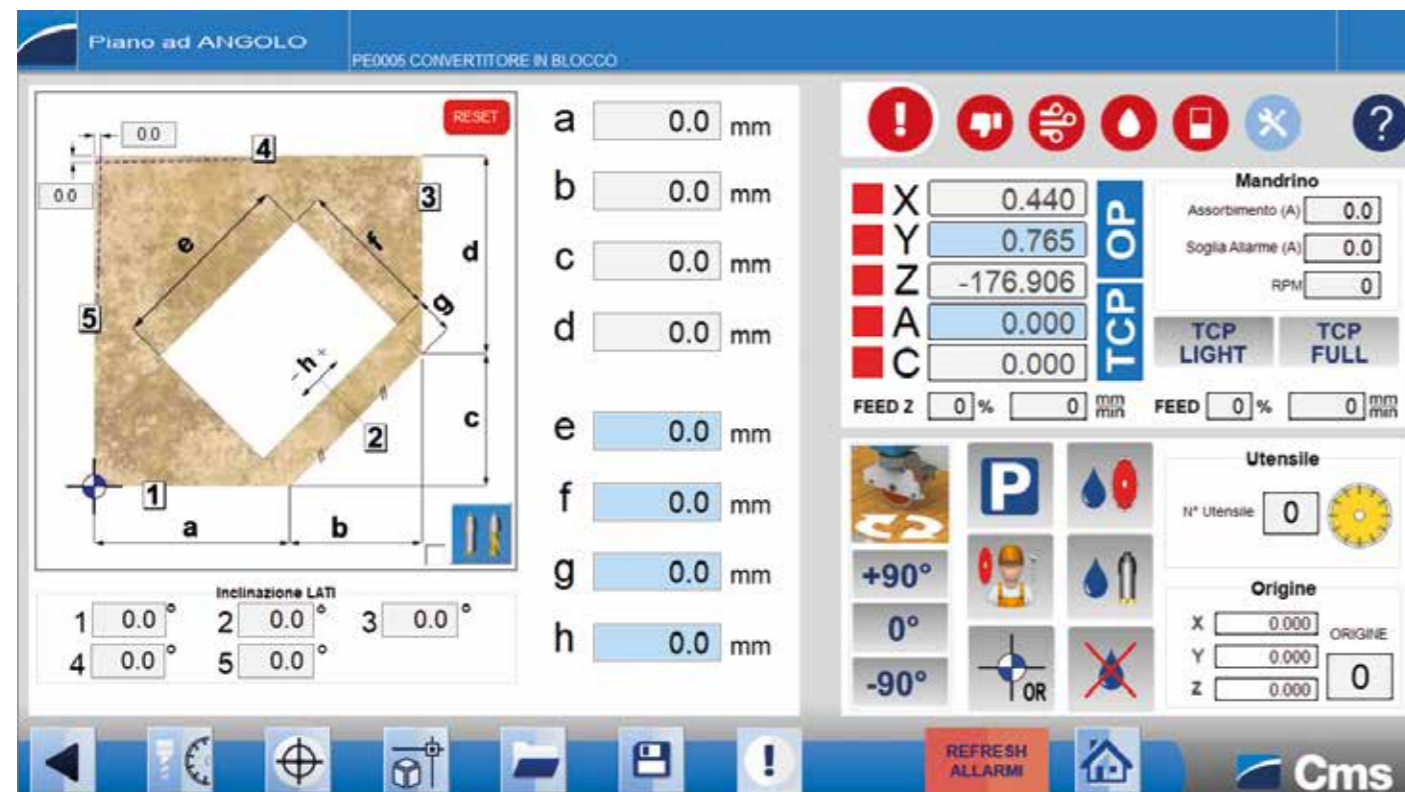 Piano ad ANGOLO
PE0005 CONVERTITORE IN BLOCCO
RESET
0.0
0.0
4
3
5
1
2
e
f
g
d
- h +
c
a
b
a 0.0 mm
b 0.0 mm
c 0.0 mm
d 0.0 mm
e 0.0 mm
f 0.0 mm
g 0.0 mm
h 0.0 mm
Inclinazione LATI
1 0.0 ° 2 0.0 ° 3 0.0 °
4 0.0 ° 5 0.0 °
!
?
X 0.440
Y 0.765
Z -176.906
A 0.000
C 0.000
OP
TCP
Mandrino
Assorbimento (A) 0.0
Soglia Allarme (A) 0.0
RPM 0
TCP LIGHT
TCP FULL
FEED Z 0 % 0 mm min
FEED 0 % 0 mm min
P
+90°
0°
-90°
OR
Utensile
N° Utensile 0
Origine
X 0.000
Y 0.000
Z 0.000
ORIGINE
0
!
REFRESH
ALLARMI
Cms